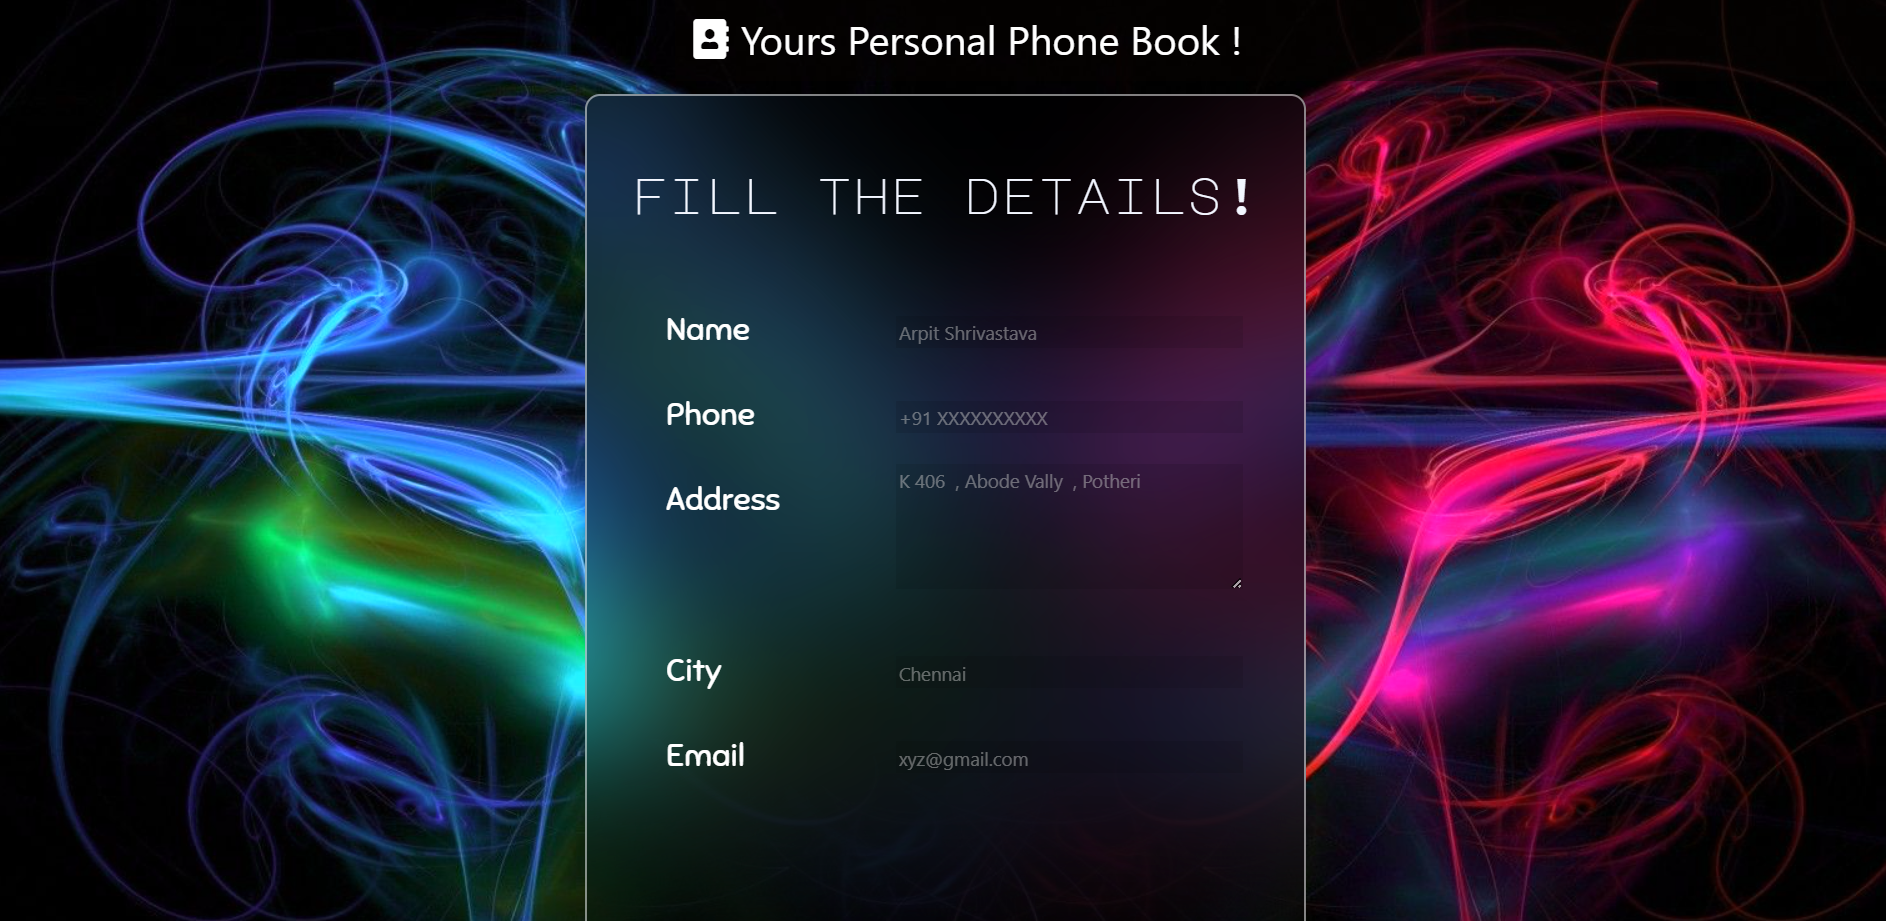 Yours Personal Phone Book !
FILL THE DETAILS!
Name
Arpit Shrivastava
Phone
+91 XXXXXXXXXX
Address
K 406  , Abode Vally  , Potheri
City
Chennai
Email
xyz@gmail.com